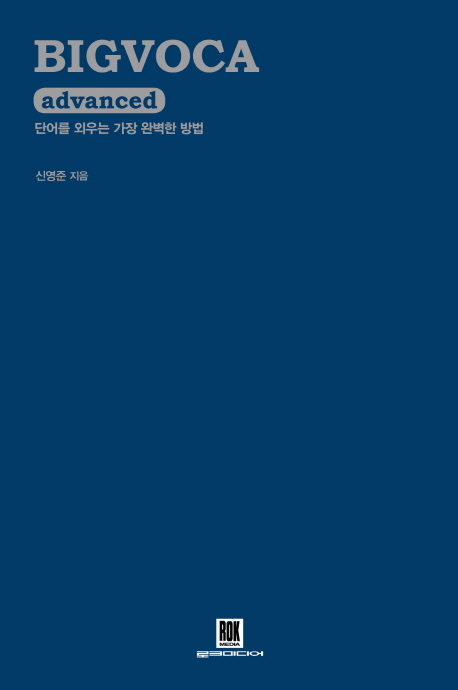 BIGVOCA
advanced
단어를 외우는 가장 완벽한 방법
신영준 지음
ROK
MEDIA
로크미디어